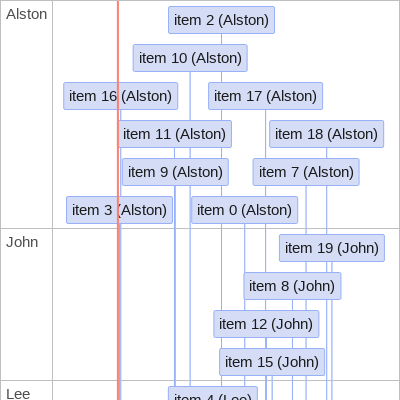 Alston
item 2 (Alston)
item 10 (Alston)
item 16 (Alston)
item 17 (Alston)
item 11 (Alston)
item 18 (Alston)
item 9 (Alston)
item 7 (Alston)
item 3 (Alston)
item 0 (Alston)
John
item 19 (John)
item 8 (John)
item 12 (John)
item 15 (John)
Lee
item 4 (Lee)